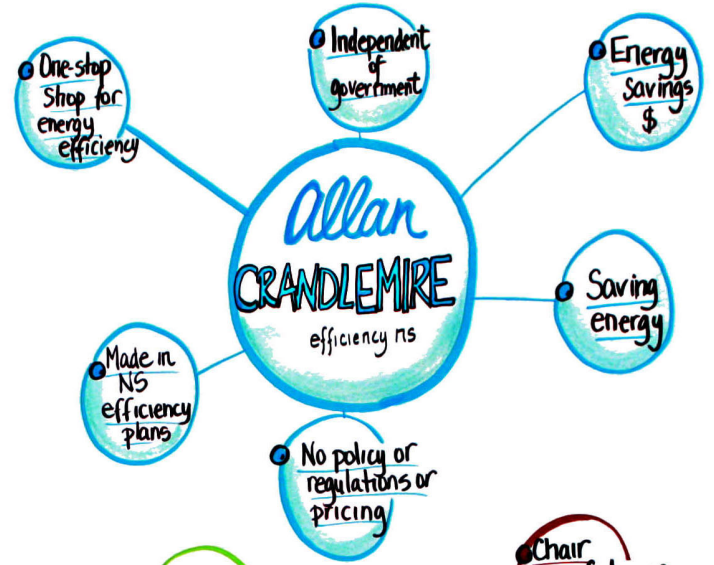 One-stop
Shop for
energy
efficiency
Independent
of
government
Energy
Savings
$
allan
CRANDLEMIRE
efficiency ns
Saving
energy
Made in
NS
efficiency
plans
No policy or
regulations or
pricing
Chair